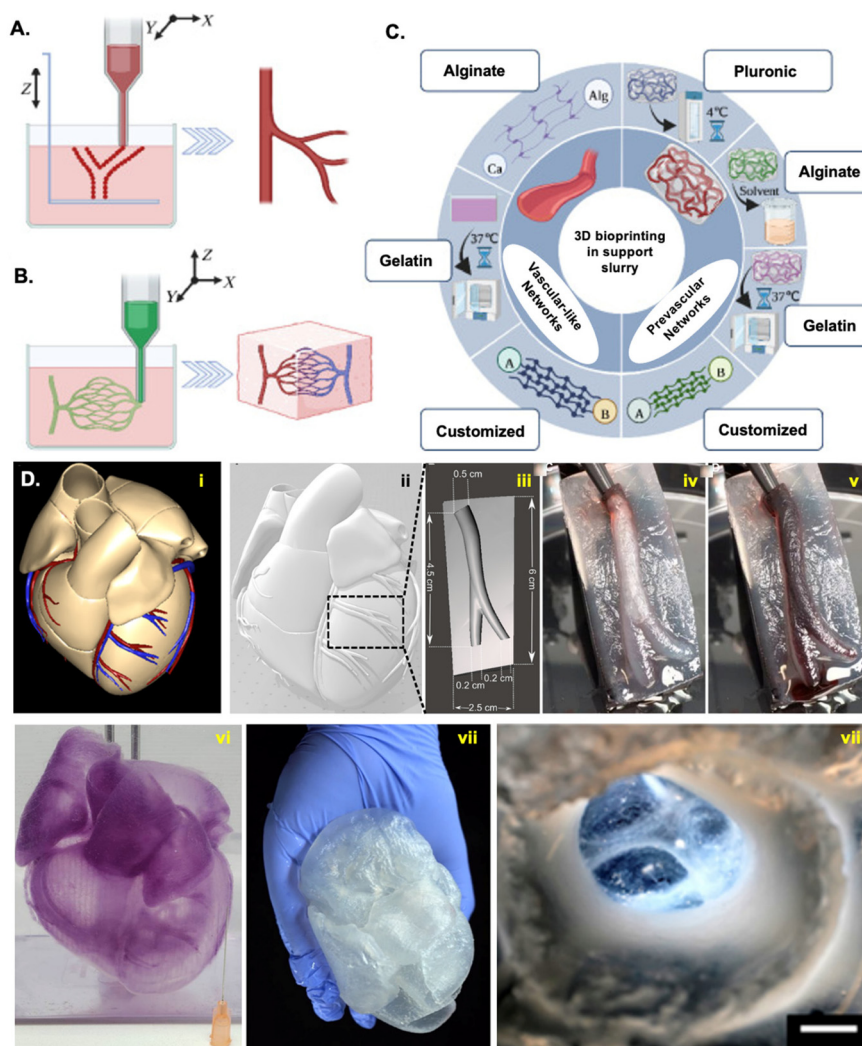 A.
Y
X
Z
B.
Z
Y
X
C.
Alginate
Pluronic
Alg
Ca
4℃
Alginate
Solvent
Gelatin
37℃
3D bioprinting
in support
slurry
Vascular-like
Networks
Prevascular
Networks
37℃
Gelatin
A
B
A
B
Customized
Customized
D.
i
ii
iii
iv
v
0.5 cm
4.5 cm
6 cm
0.2 cm
0.2 cm
2.5 cm
vi
vii
vii